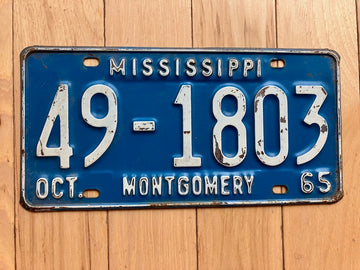 MISSISSIPPI
49-1803
OCT. MONTGOMERY 65